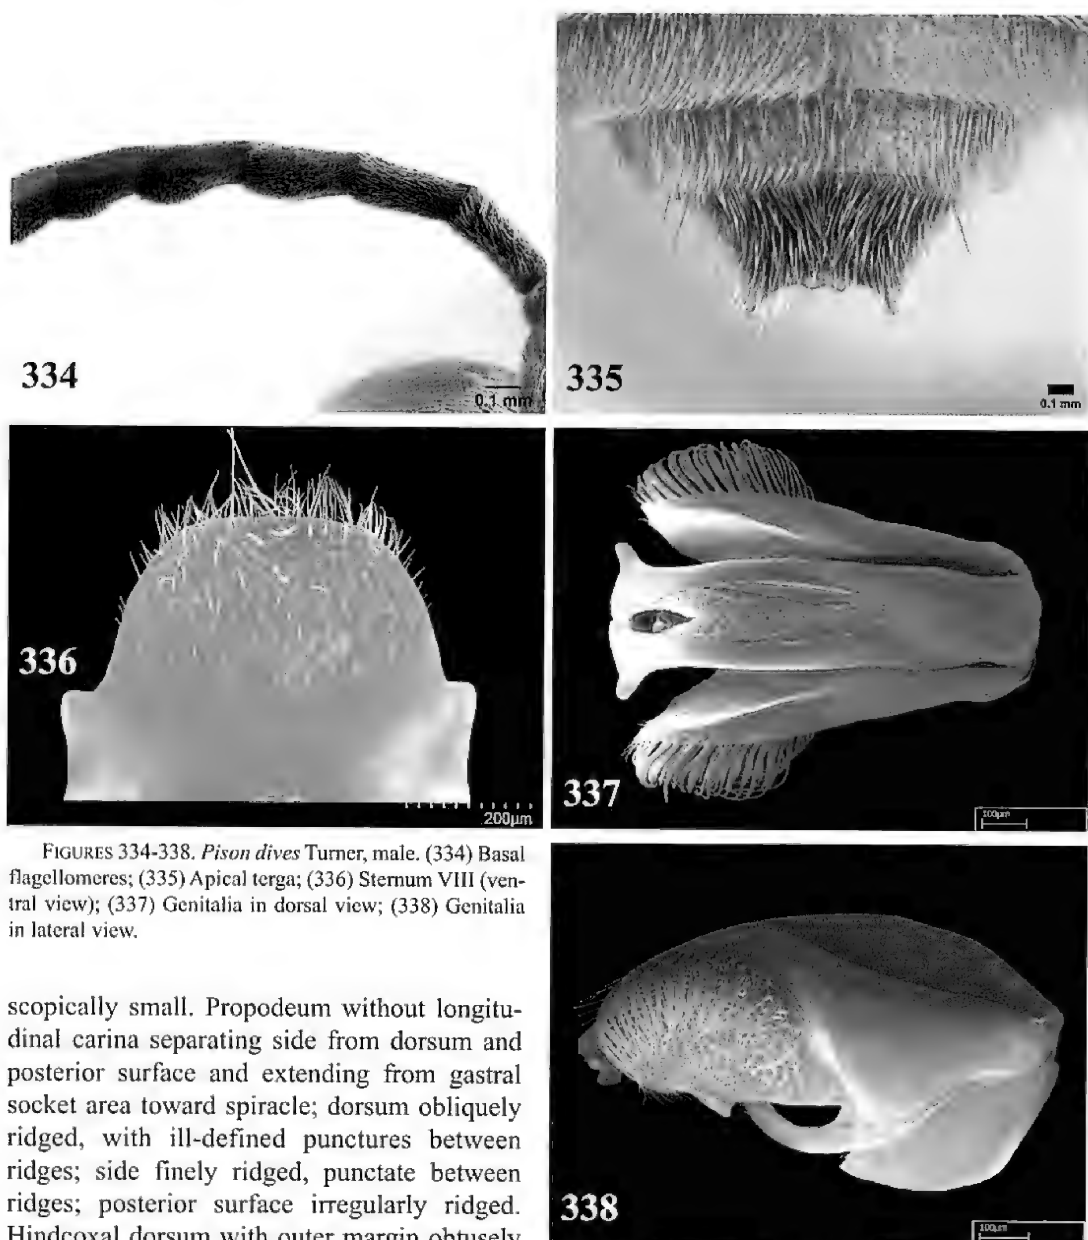 334
0.1 mm
335
0.1 mm
336
200µm
337
100µm
FIGURES 334-338. Pison dives Turner, male. (334) Basal
flagellomeres; (335) Apical terga; (336) Sternum VIII (ven-
tral view); (337) Genitalia in dorsal view; (338) Genitalia
in lateral view.
scopically small. Propodeum without longitu-
dinal carina separating side from dorsum and
posterior surface and extending from gastral
socket area toward spiracle; dorsum obliquely
ridged, with ill-defined punctures between
ridges; side finely ridged, punctate between
ridges; posterior surface irregularly ridged.
Hindcoxal dorsum with outer margin obtusely
338
100µm